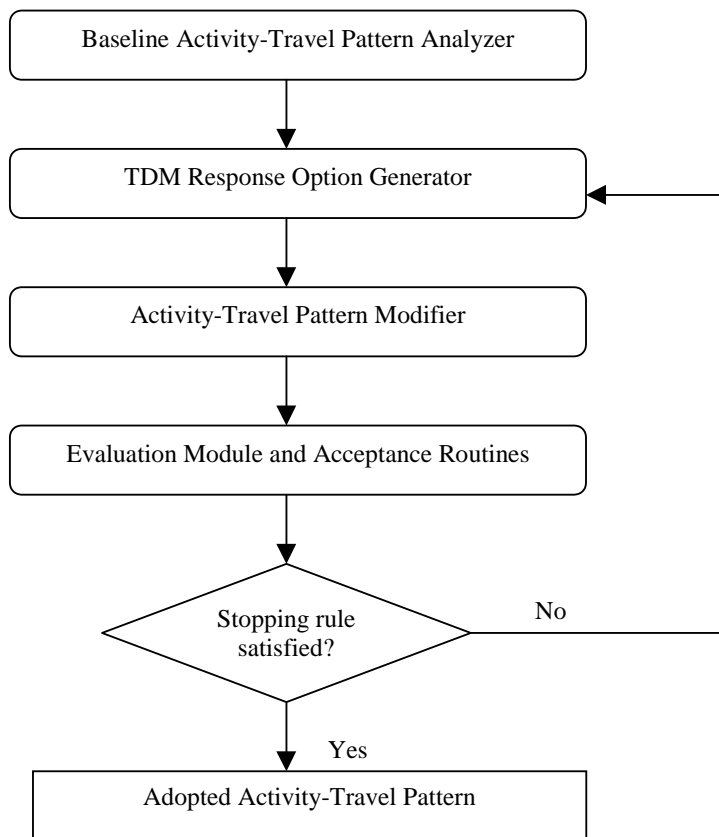 Baseline Activity-Travel Pattern Analyzer
TDM Response Option Generator
Activity-Travel Pattern Modifier
Evaluation Module and Acceptance Routines
Stopping rule
satisfied?
No
Yes
Adopted Activity-Travel Pattern